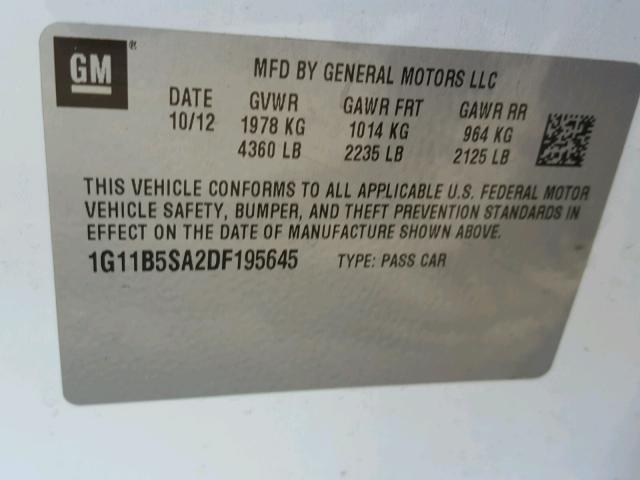 GM ®
MFD BY GENERAL MOTORS LLC
DATE GVWR GAWR FRT GAWR RR
10/12 1978 KG 1014 KG 964 KG
4360 LB 2235 LB 2125 LB
THIS VEHICLE CONFORMS TO ALL APPLICABLE U.S. FEDERAL MOTOR
VEHICLE SAFETY, BUMPER, AND THEFT PREVENTION STANDARDS IN
EFFECT ON THE DATE OF MANUFACTURE SHOWN ABOVE.
1G11B5SA2DF195645 TYPE: PASS CAR